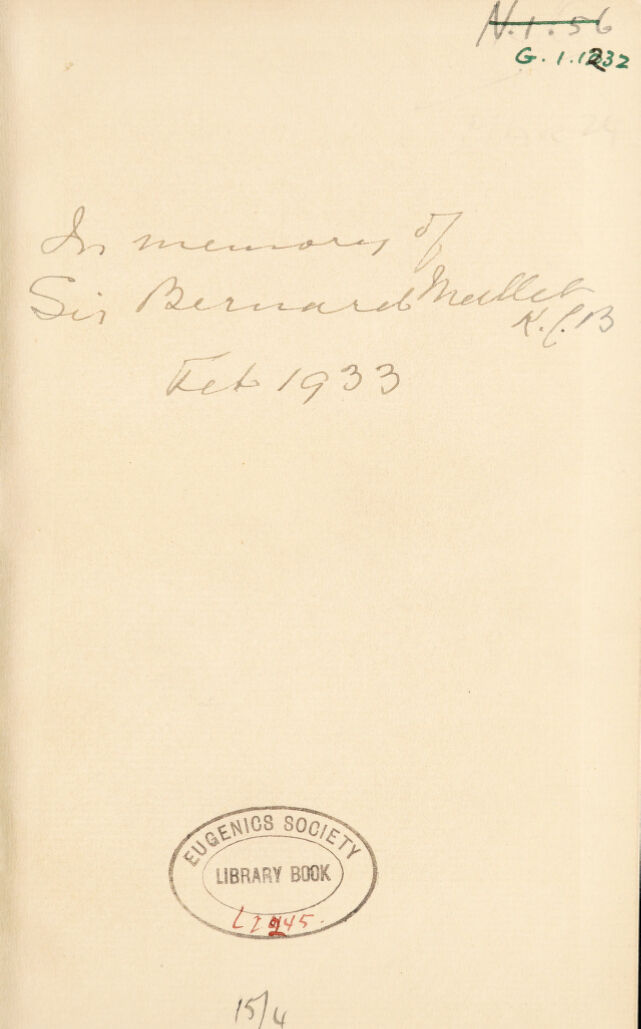 N.1.56
G.1.1232
In memory of
Sir Bernard Mallet
K.C.B
Feb 1933
EUGENICS SOCIETY
LIBRARY BOOK
15/4